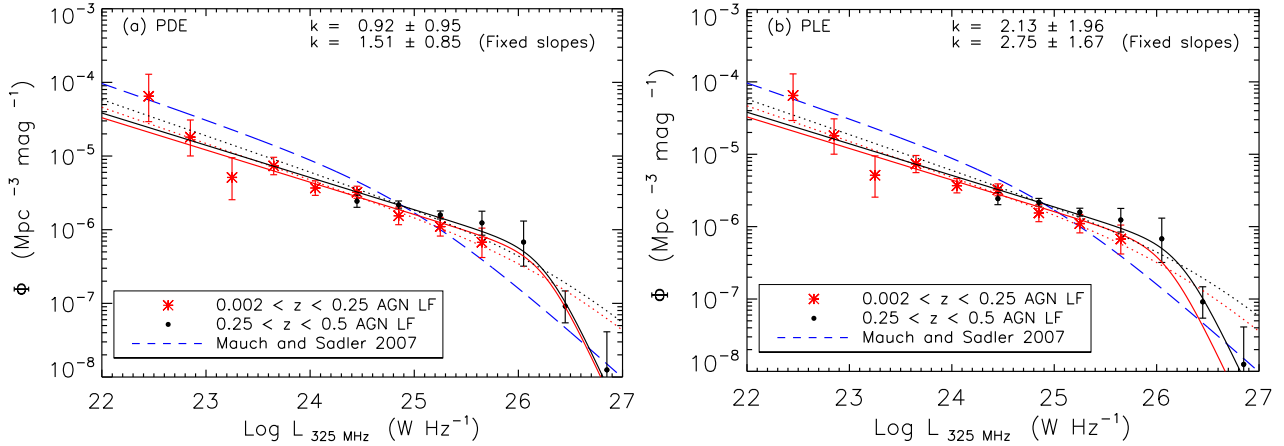 (a) PDE
k = 0.92 ± 0.95
k = 1.51 ± 0.85 (Fixed slopes)
10⁻³
10⁻⁴
10⁻⁵
10⁻⁶
10⁻⁷
10⁻⁸
Φ (Mpc ⁻³ mag ⁻¹)
0.002 < z < 0.25 AGN LF
0.25 < z < 0.5 AGN LF
Mauch and Sadler 2007
22 23 24 25 26 27
Log L 325 MHz (W Hz⁻¹)
(b) PLE
k = 2.13 ± 1.96
k = 2.75 ± 1.67 (Fixed slopes)
10⁻³
10⁻⁴
10⁻⁵
10⁻⁶
10⁻⁷
10⁻⁸
Φ (Mpc ⁻³ mag ⁻¹)
0.002 < z < 0.25 AGN LF
0.25 < z < 0.5 AGN LF
Mauch and Sadler 2007
22 23 24 25 26 27
Log L 325 MHz (W Hz⁻¹)